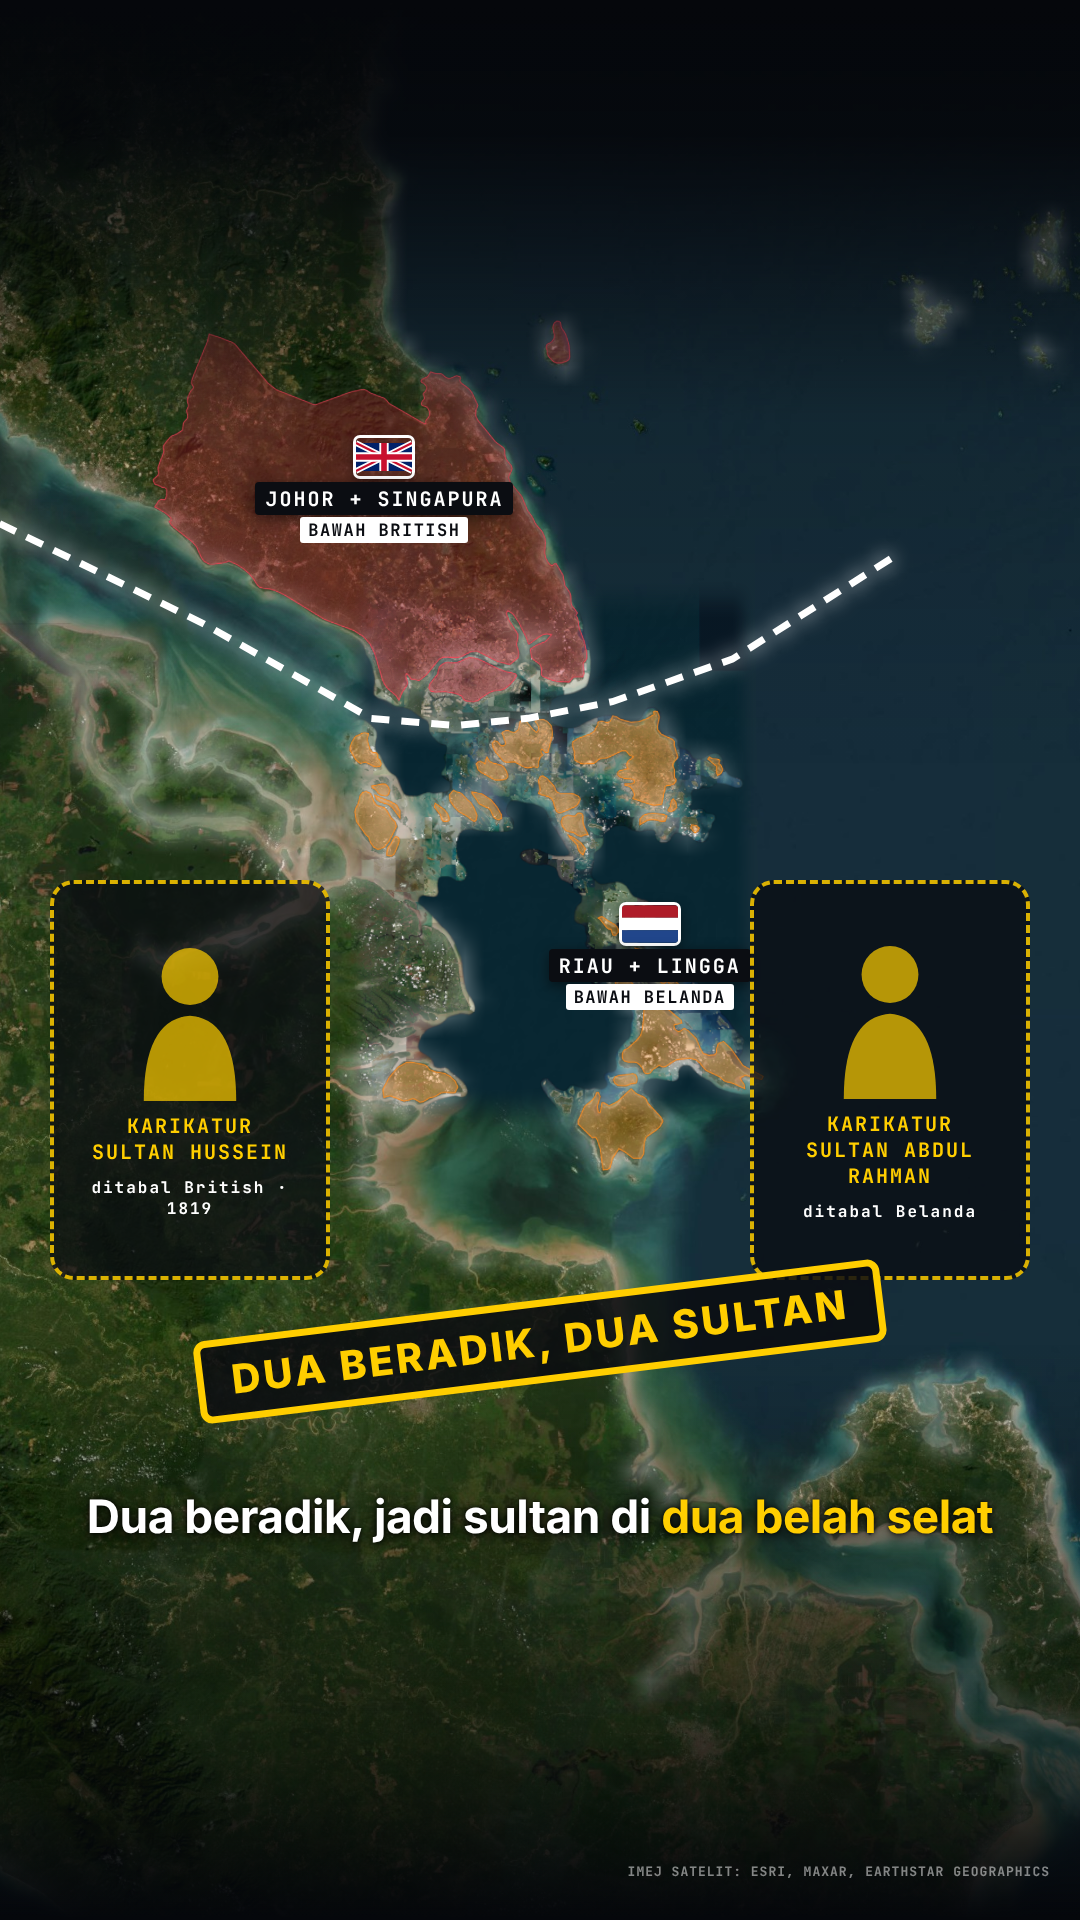 JOHOR + SINGAPURA
BAWAH BRITISH
RIAU + LINGGA
BAWAH BELANDA
KARIKATUR
SULTAN HUSSEIN
ditabal British ·
1819
KARIKATUR
SULTAN ABDUL
RAHMAN
ditabal Belanda
DUA BERADIK, DUA SULTAN
Dua beradik, jadi sultan di dua belah selat
IMEJ SATELIT: ESRI, MAXAR, EARTHSTAR GEOGRAPHICS